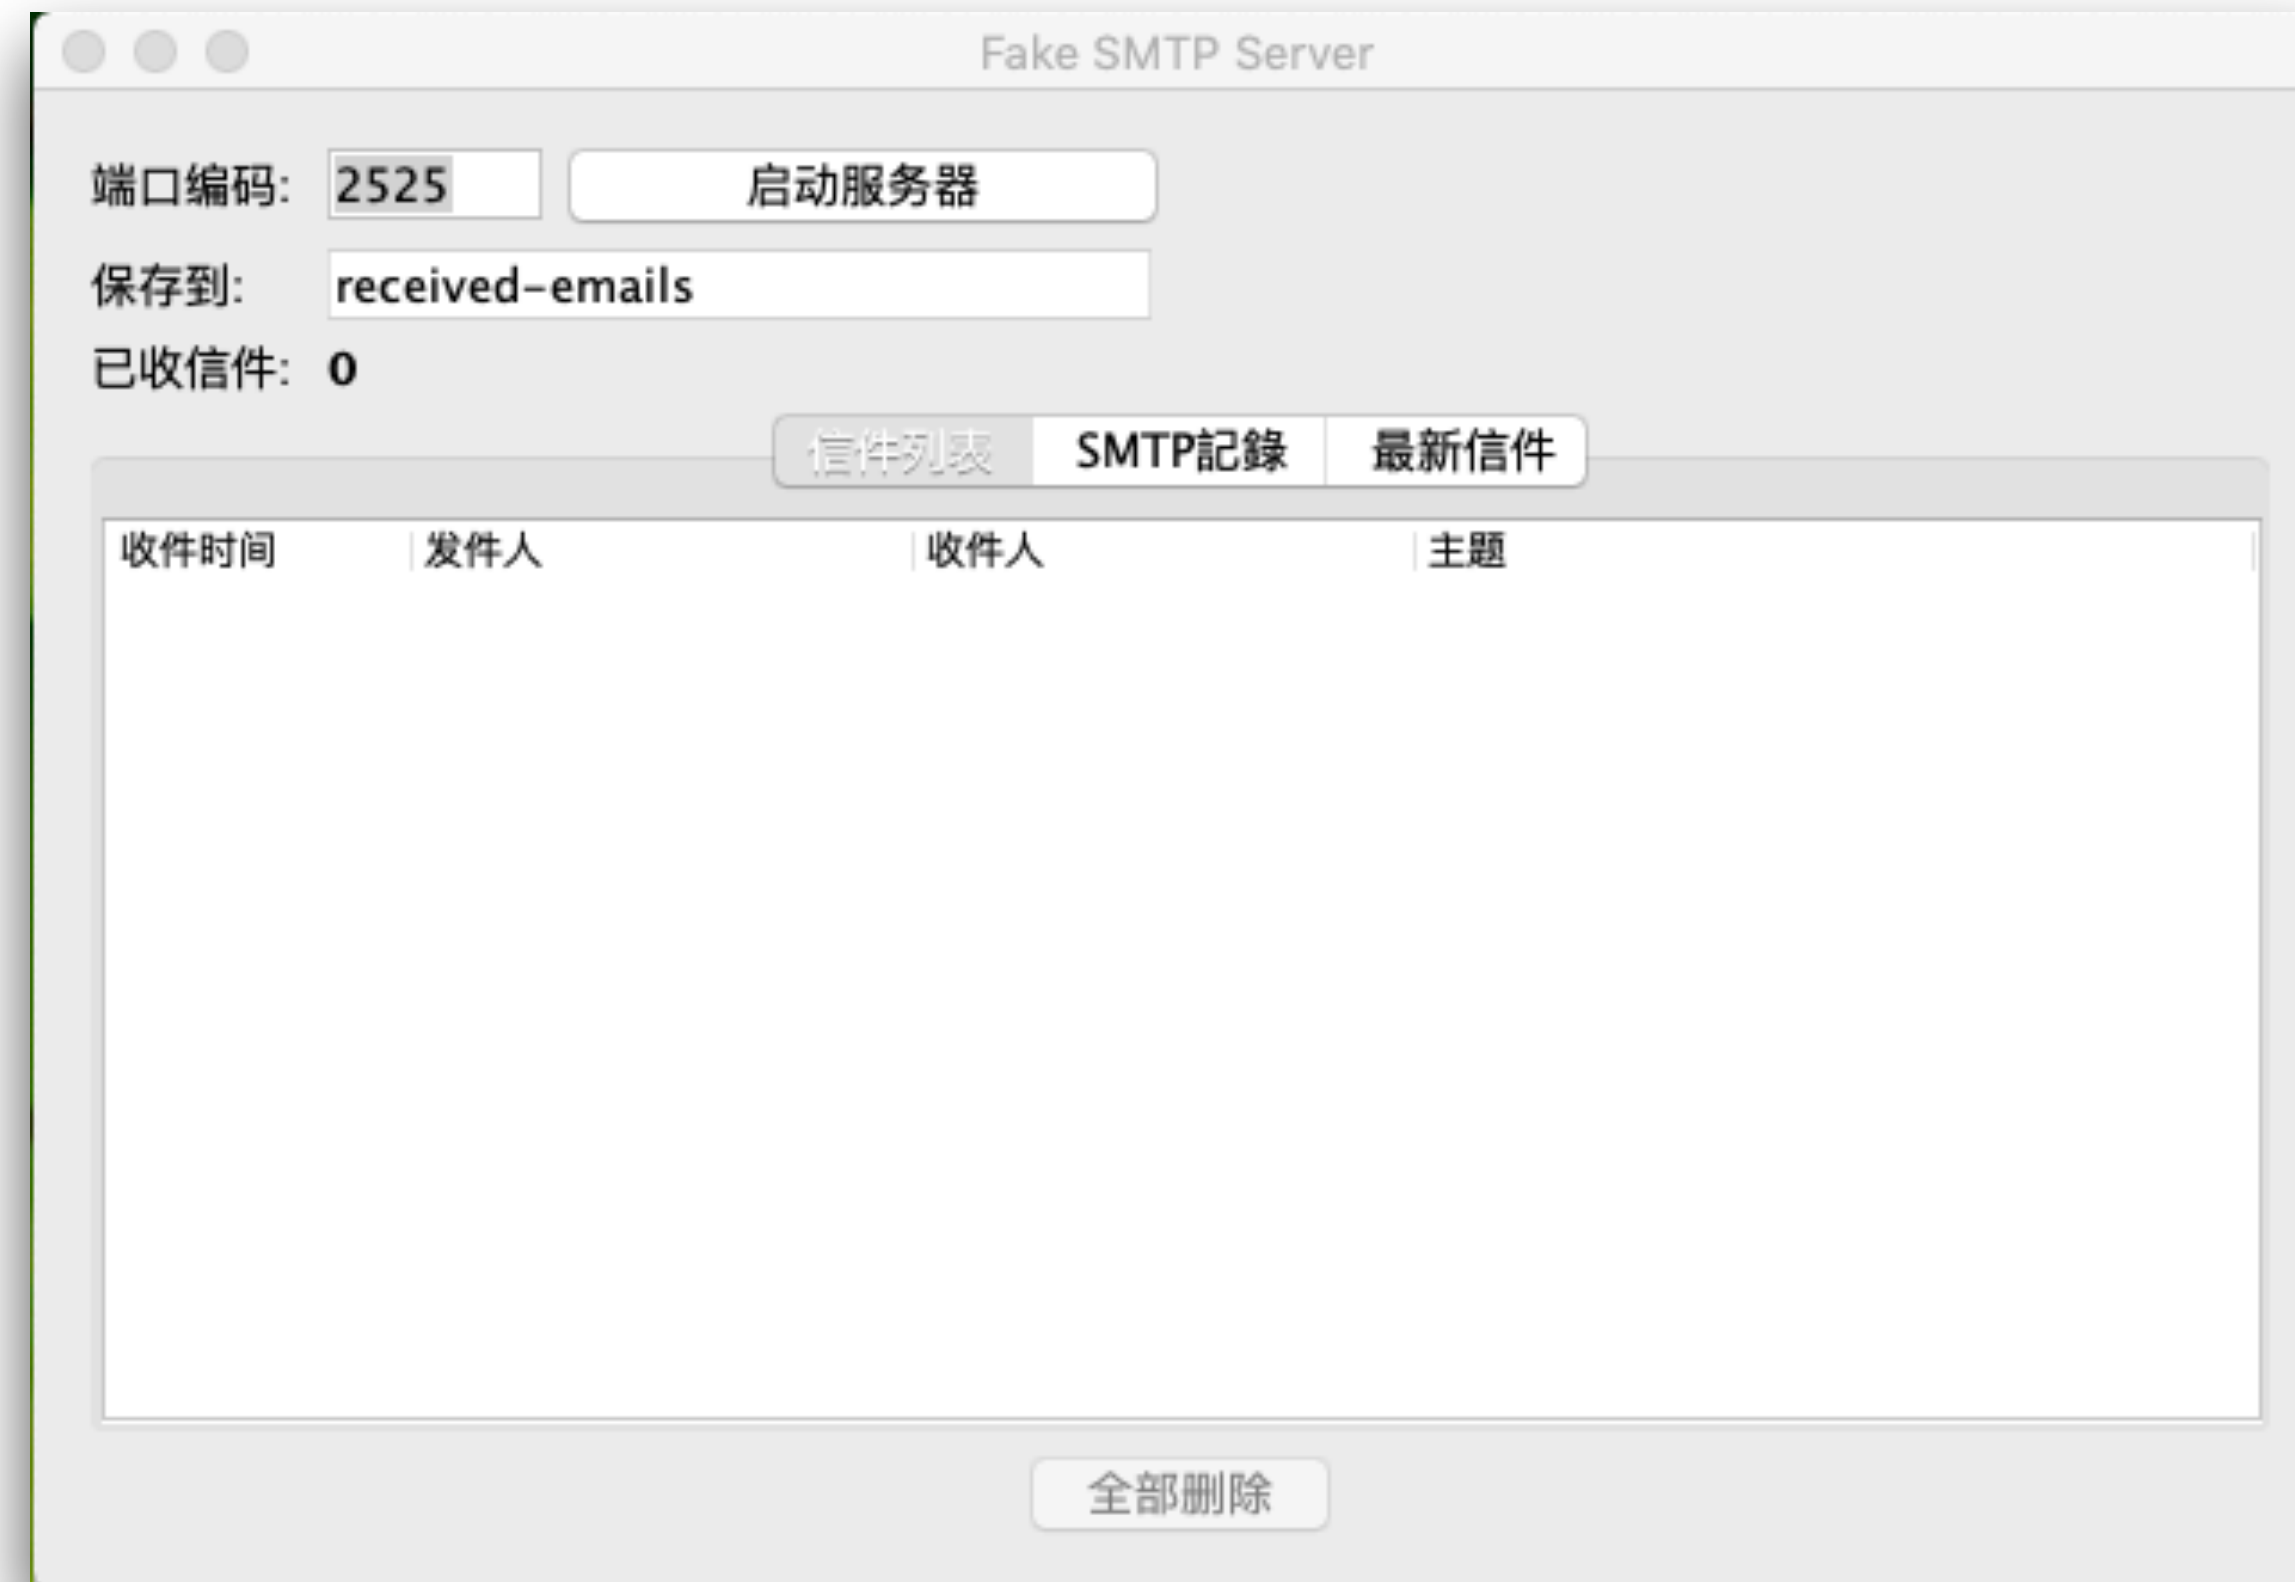 Fake SMTP Server
端口编码: 2525 启动服务器
保存到: received-emails
已收信件: 0
信件列表 SMTP記錄 最新信件
收件时间 发件人 收件人 主题
全部删除